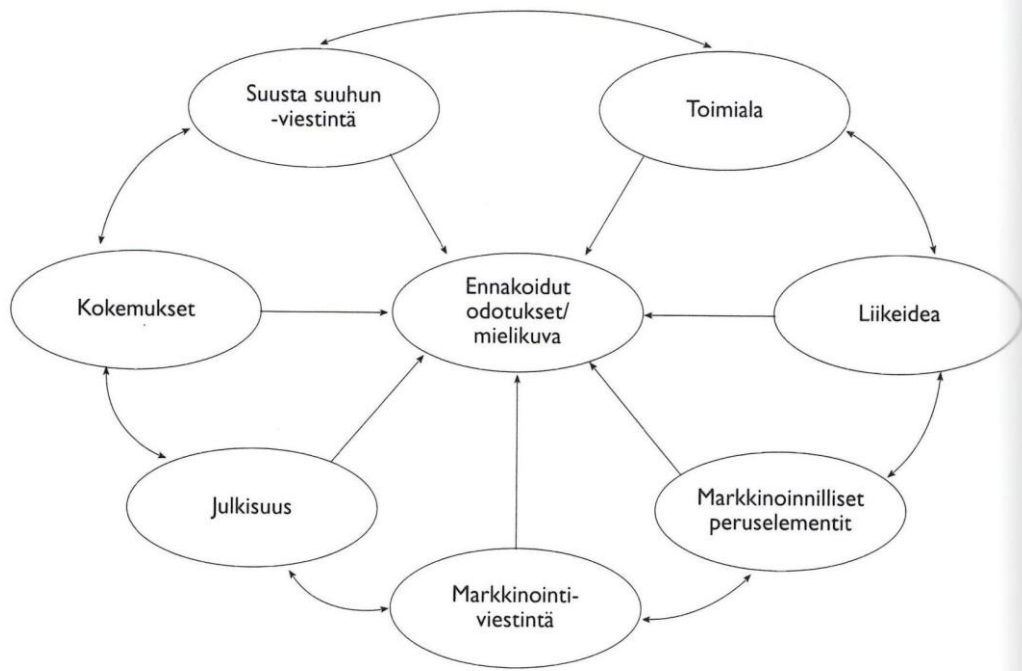 Suusta suuhun
-viestintä
Toimiala
Kokemukset
Ennakoidut
odotukset/
mielikuva
Liikeidea
Julkisuus
Markkinoinnilliset
peruselementit
Markkinointi-
viestintä